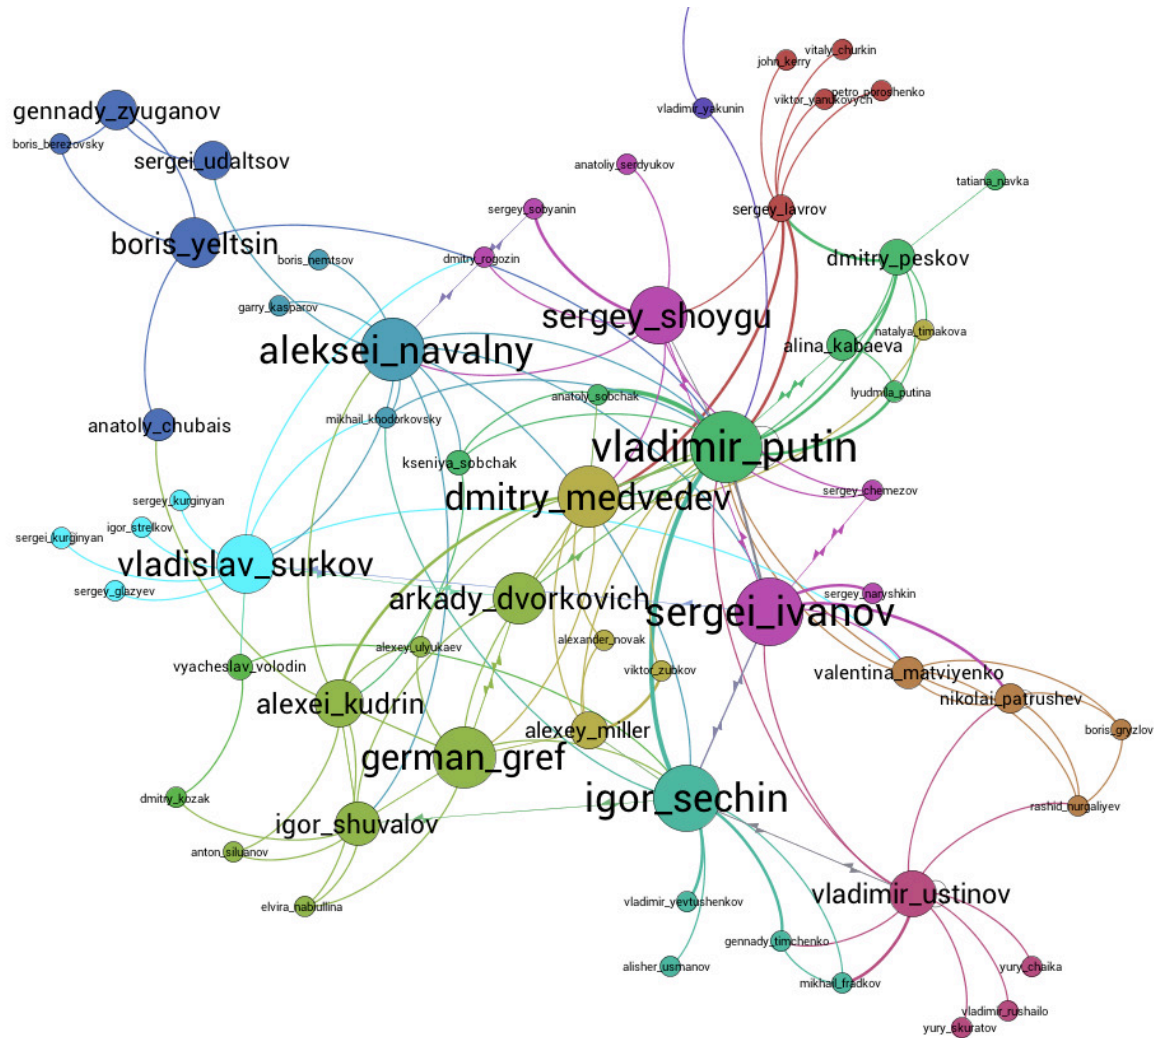 vitaly_churkin
john_kerry
petro_poroshenko
viktor_yanukovych
vladimir_yakunin
gennady_zyuganov
boris_berezovsky
sergei_udaltsov
anatoliy_serdyukov
tatiana_navka
sergey_sobyanin
sergey_lavrov
boris_yeltsin
dmitry_rogozin
boris_nemtsov
dmitry_peskov
garry_kasparov
sergey_shoygu
natalya_timakova
aleksei_navalny
alina_kabaeva
lyudmila_putina
anatoly_sobchak
mikhail_khodorkovsky
anatoly_chubais
vladimir_putin
kseniya_sobchak
dmitry_medvedev
sergey_chemezov
sergey_kurginyan
igor_strelkov
sergei_kurginyan
vladislav_surkov
sergey_glazyev
arkady_dvorkovich
sergey_naryshkin
sergei_ivanov
alexander_novak
alexey_ulyukaev
vyacheslav_volodin
viktor_zubkov
valentina_matviyenko
nikolai_patrushev
alexei_kudrin
alexey_miller
boris_gryzlov
german_gref
dmitry_kozak
igor_sechin
rashid_nurgaliyev
igor_shuvalov
anton_siluanov
vladimir_ustinov
elvira_nabiullina
vladimir_yevtushenkov
gennady_timchenko
alisher_usmanov
yury_chaika
mikhail_fradkov
vladimir_rushailo
yury_skuratov